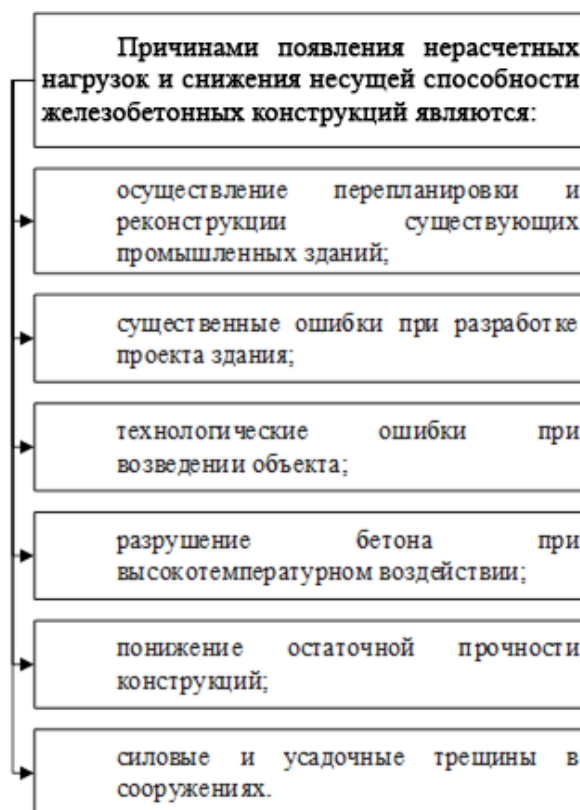 Причинами появления нерасчетных
нагрузок и снижения несущей способности
железобетонных конструкций являются:
осуществление перепланировки и
реконструкции существующих
промышленных зданий;
существенные ошибки при разработке
проекта здания;
технологические ошибки при
возведении объекта;
разрушение бетона при
высокотемпературном воздействии;
понижение остаточной прочности
конструкций;
силовые и усадочные трещины в
сооружениях.